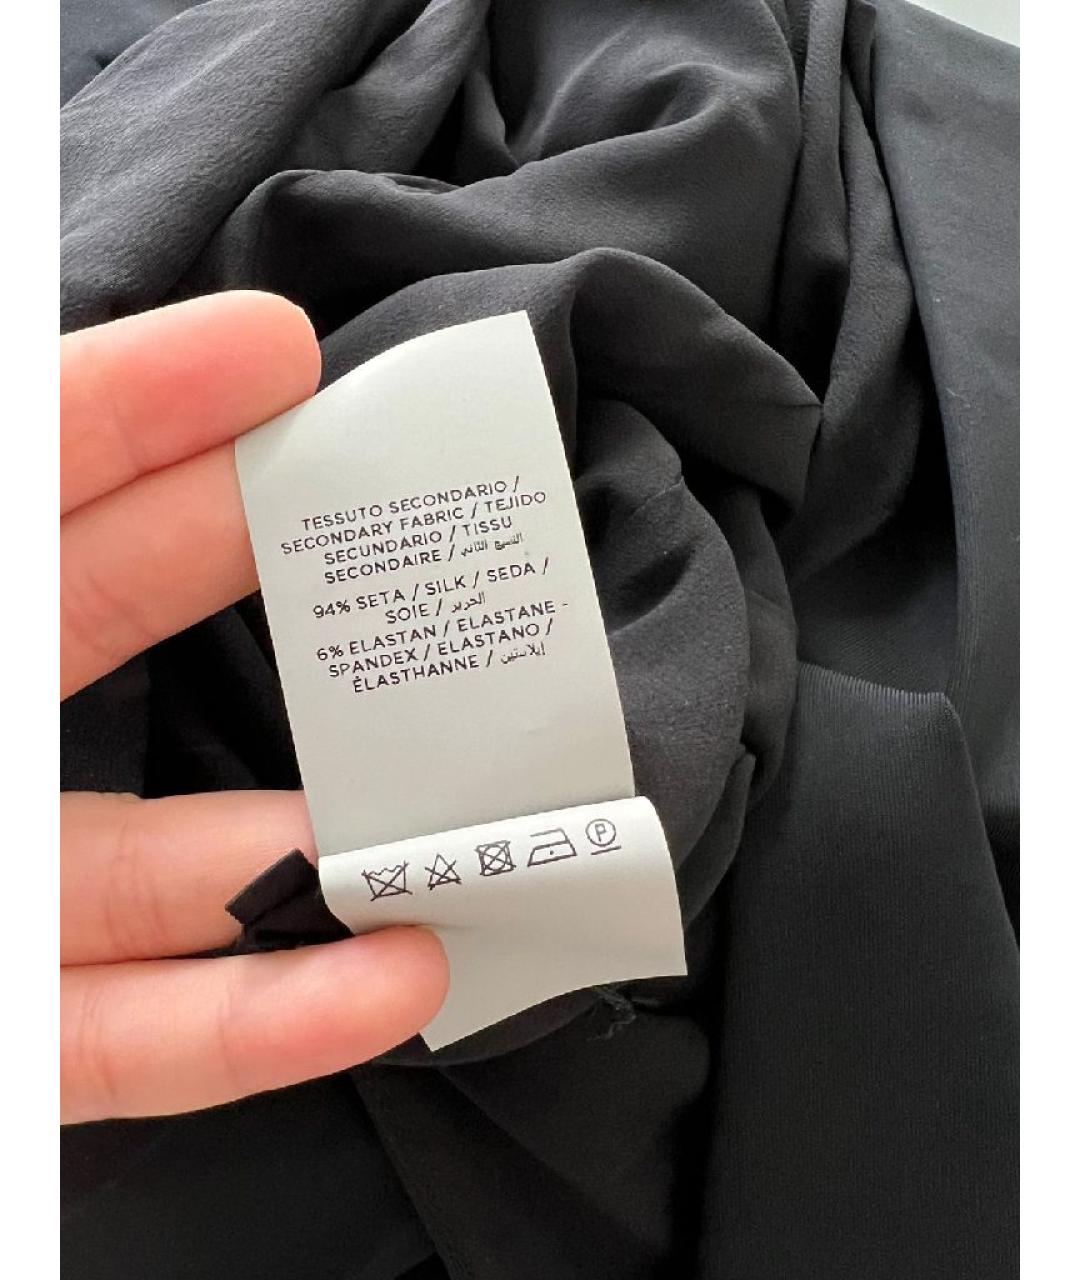 TESSUTO SECONDARIO /
SECONDARY FABRIC / TEJIDO
SECUNDARIO / TISSU
SECONDAIRE / النسيج الثاني
94% SETA / SILK / SEDA /
SOIE / الحرير
6% ELASTAN / ELASTANE -
SPANDEX / ELASTANO /
ÉLASTHANNE / إيلاستين
P